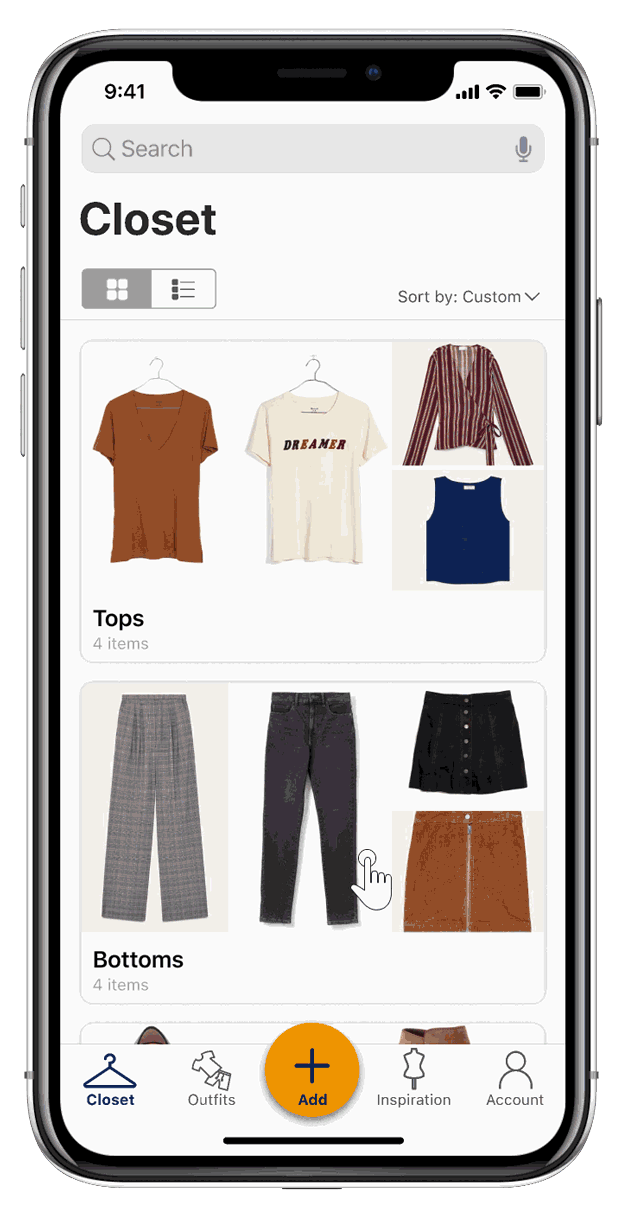 9:41
Search
Closet
Sort by: Custom
DREAMER
Tops
4 items
Bottoms
4 items
Closet
Outfits
Add
Inspiration
Account